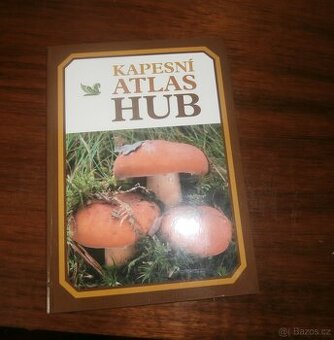 KAPESNÍ
ATLAS
HUB
© Bazos.cz